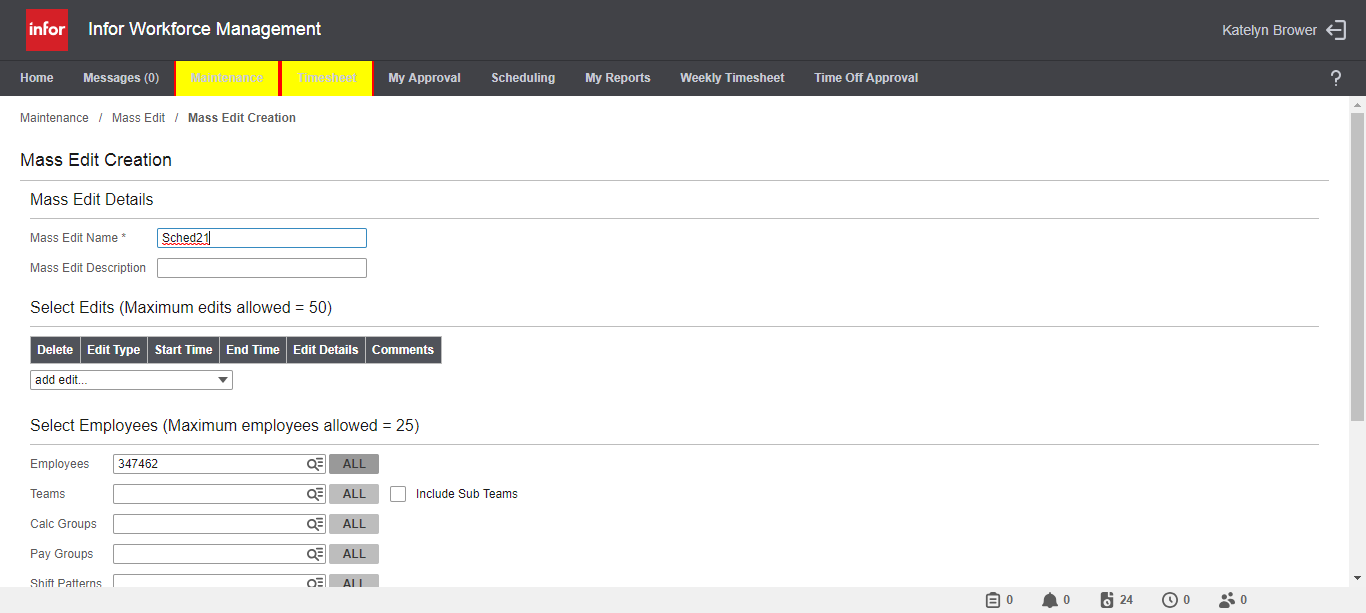 infor Infor Workforce Management Katelyn Brower
Home Messages (0) Maintenance Timesheet My Approval Scheduling My Reports Weekly Timesheet Time Off Approval ?
Maintenance / Mass Edit / Mass Edit Creation
Mass Edit Creation
Mass Edit Details
Mass Edit Name * Sched21
Mass Edit Description
Select Edits (Maximum edits allowed = 50)
Delete Edit Type Start Time End Time Edit Details Comments
add edit...
Select Employees (Maximum employees allowed = 25)
Employees 347462 ALL
Teams ALL Include Sub Teams
Calc Groups ALL
Pay Groups ALL
Shift Patterns ALL
0 0 24 0 0